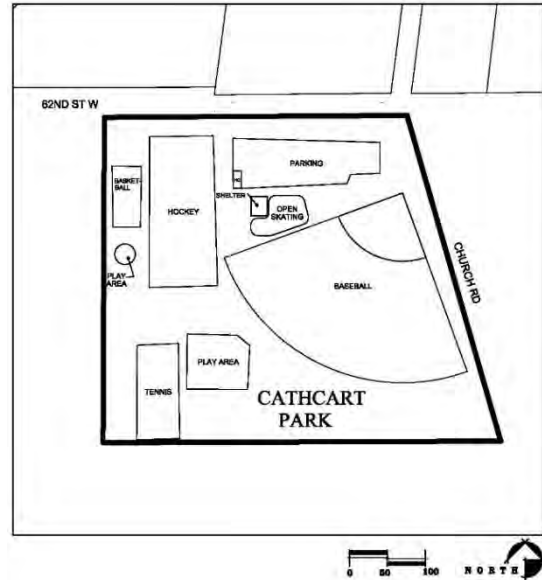 62ND ST W
PARKING
BASKET-
BALL
HC
SHELTER
HOCKEY
OPEN
SKATING
CHURCH RD
PLAY
AREA
BASEBALL
PLAY AREA
TENNIS
CATHCART
PARK
0 50 100
NORTH